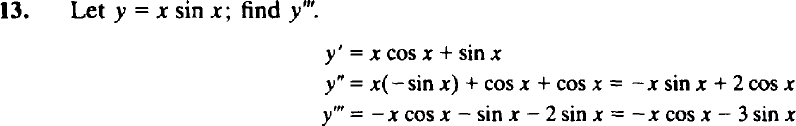 13. Let y = x sin x; find y‴.
y′ = x cos x + sin x
y″ = x(−sin x) + cos x + cos x = −x sin x + 2 cos x
y‴ = −x cos x − sin x − 2 sin x = −x cos x − 3 sin x